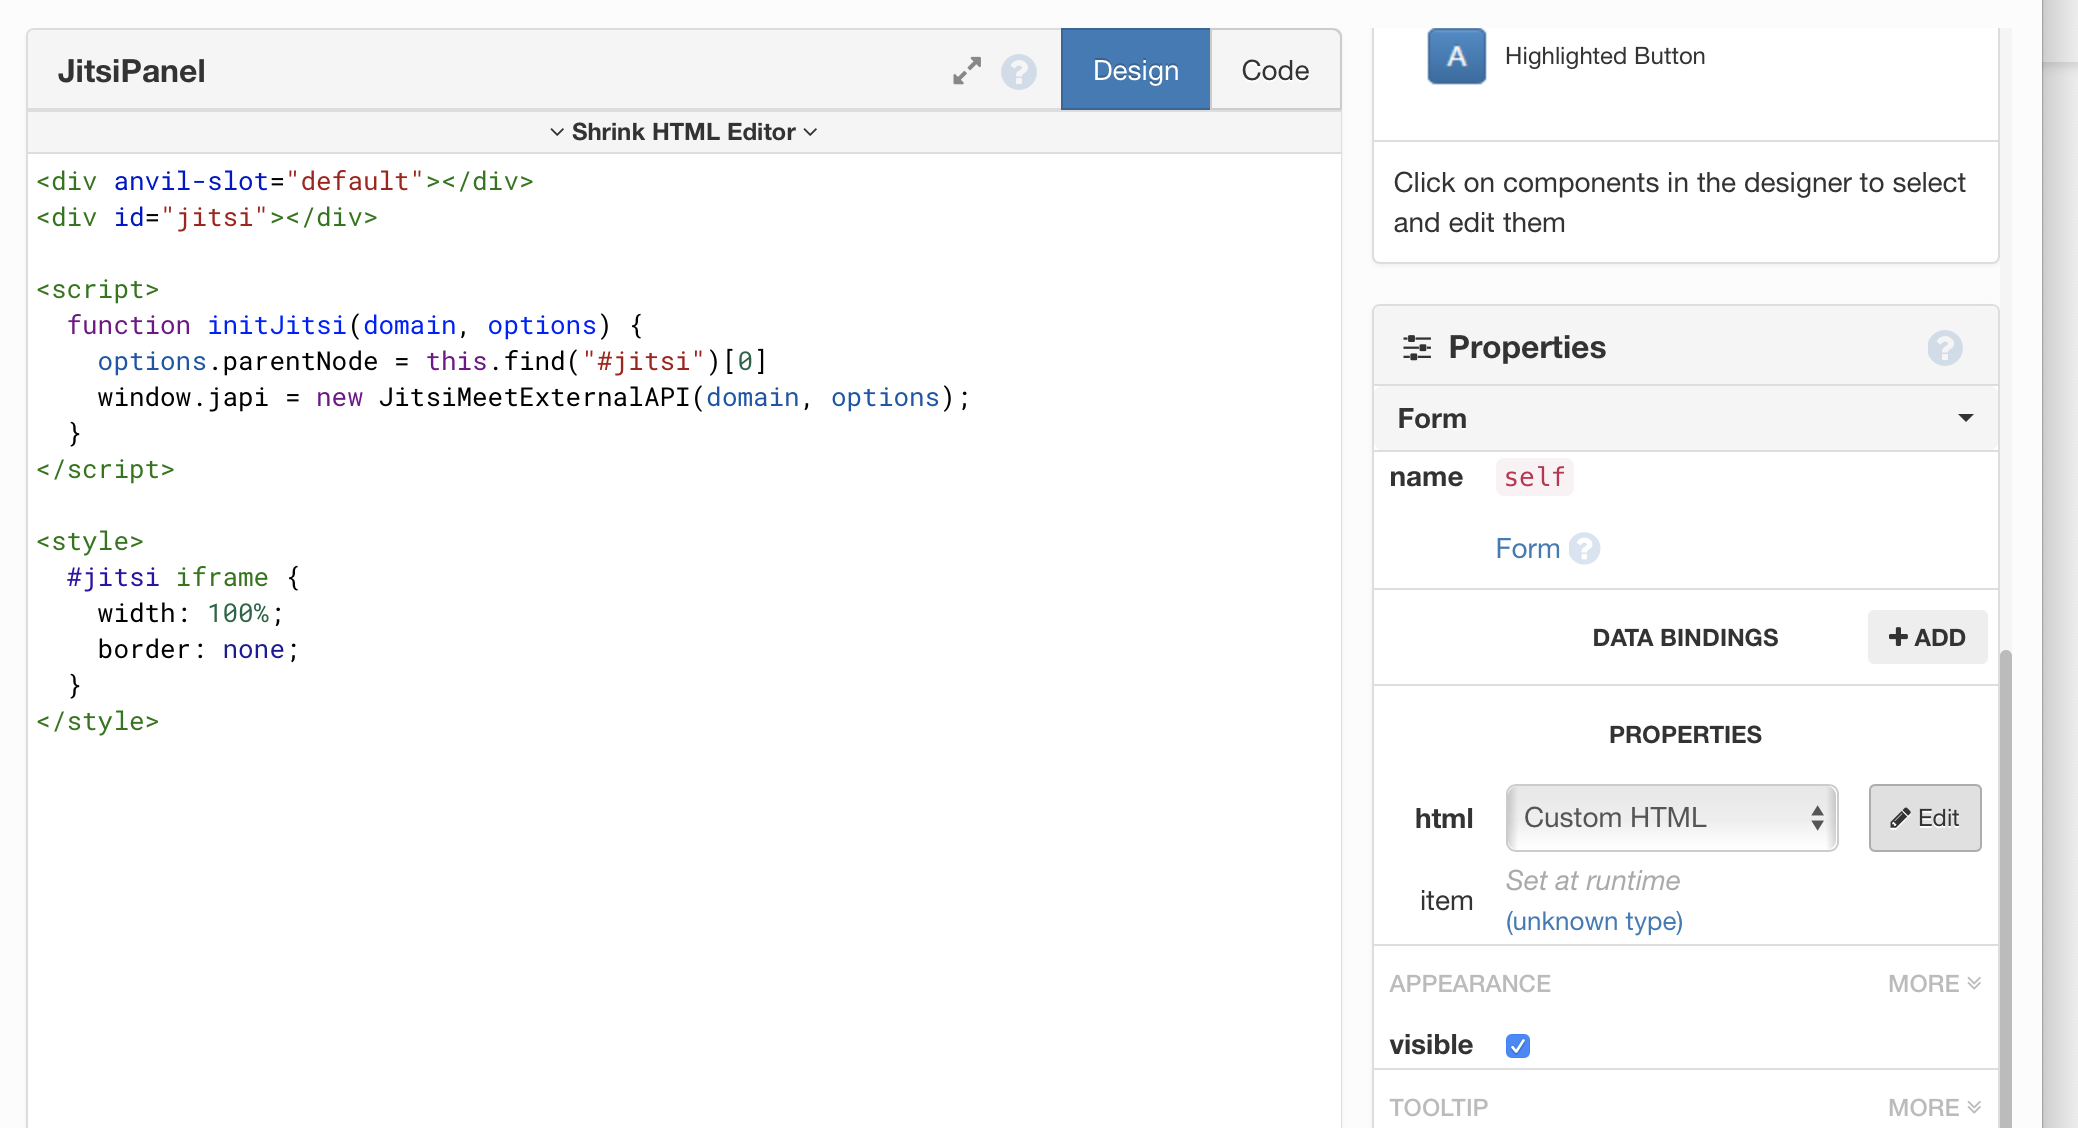 JitsiPanel
?
Design
Code
Shrink HTML Editor
<div anvil-slot="default"></div>
<div id="jitsi"></div>
<script>
function initJitsi(domain, options) {
options.parentNode = this.find("#jitsi")[0]
window.japi = new JitsiMeetExternalAPI(domain, options);
}
</script>
<style>
#jitsi iframe {
width: 100%;
border: none;
}
</style>
A Highlighted Button
Click on components in the designer to select
and edit them
Properties
?
Form
name self
Form ?
DATA BINDINGS
+ ADD
PROPERTIES
html Custom HTML Edit
item Set at runtime
(unknown type)
APPEARANCE MORE
visible
TOOLTIP MORE